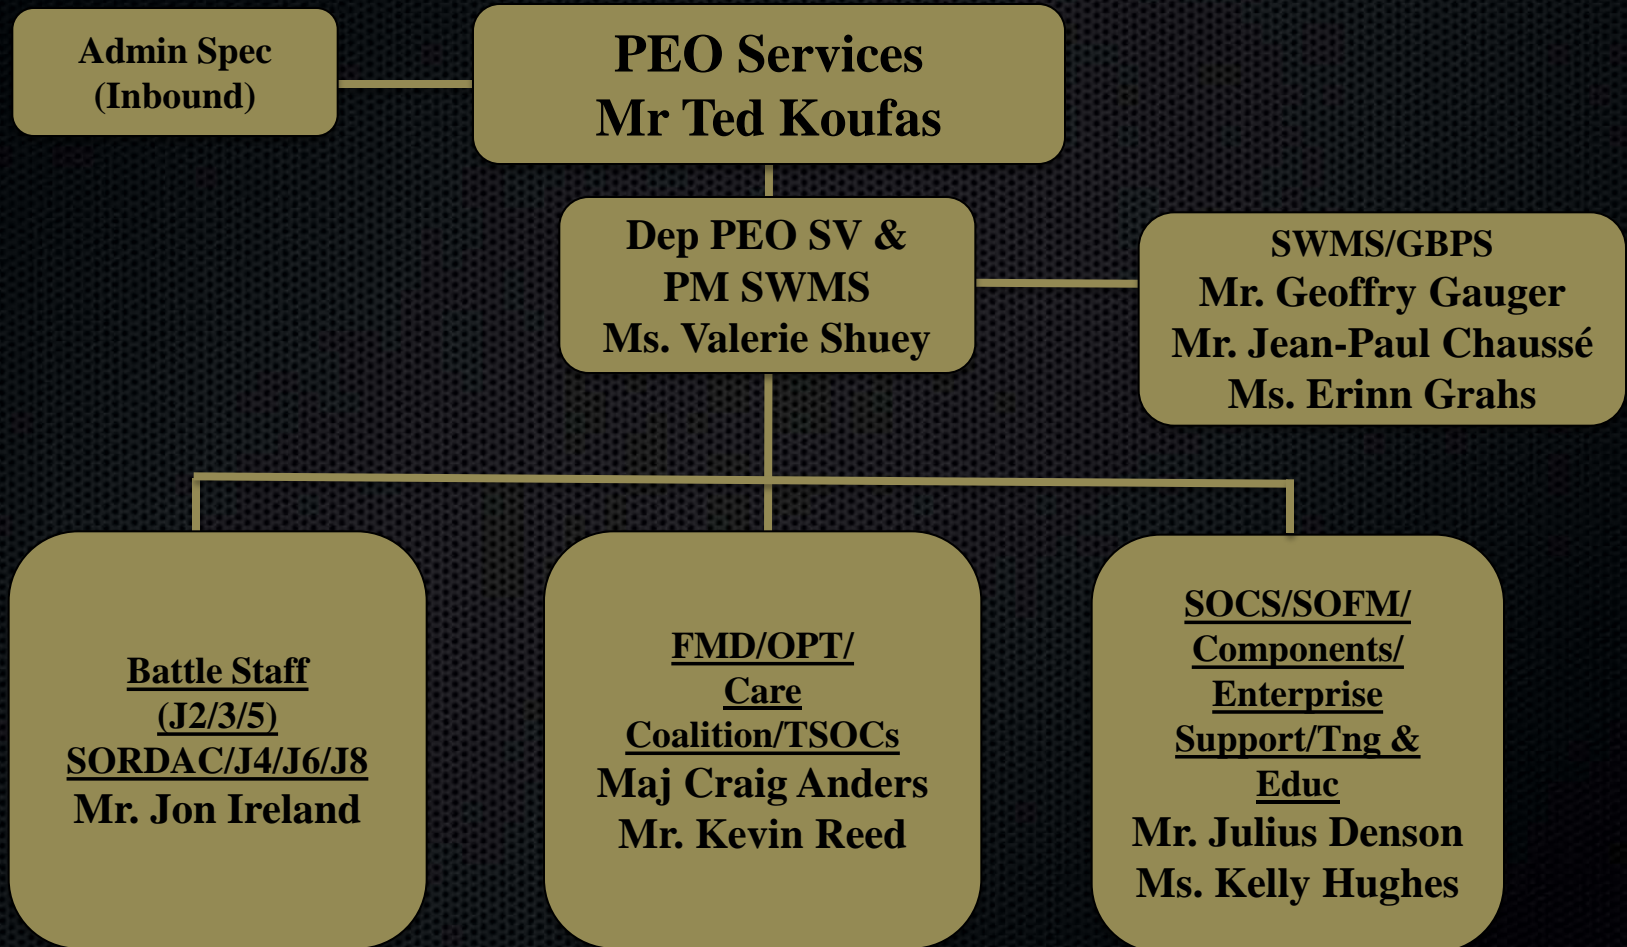 Admin Spec
(Inbound)
PEO Services
Mr Ted Koufas
Dep PEO SV &
PM SWMS
Ms. Valerie Shuey
SWMS/GBPS
Mr. Geoffry Gauger
Mr. Jean-Paul Chaussé
Ms. Erinn Grahs
Battle Staff
(J2/3/5)
SORDAC/J4/J6/J8
Mr. Jon Ireland
FMD/OPT/
Care
Coalition/TSOCs
Maj Craig Anders
Mr. Kevin Reed
SOCS/SOFM/
Components/
Enterprise
Support/Tng &
Educ
Mr. Julius Denson
Ms. Kelly Hughes